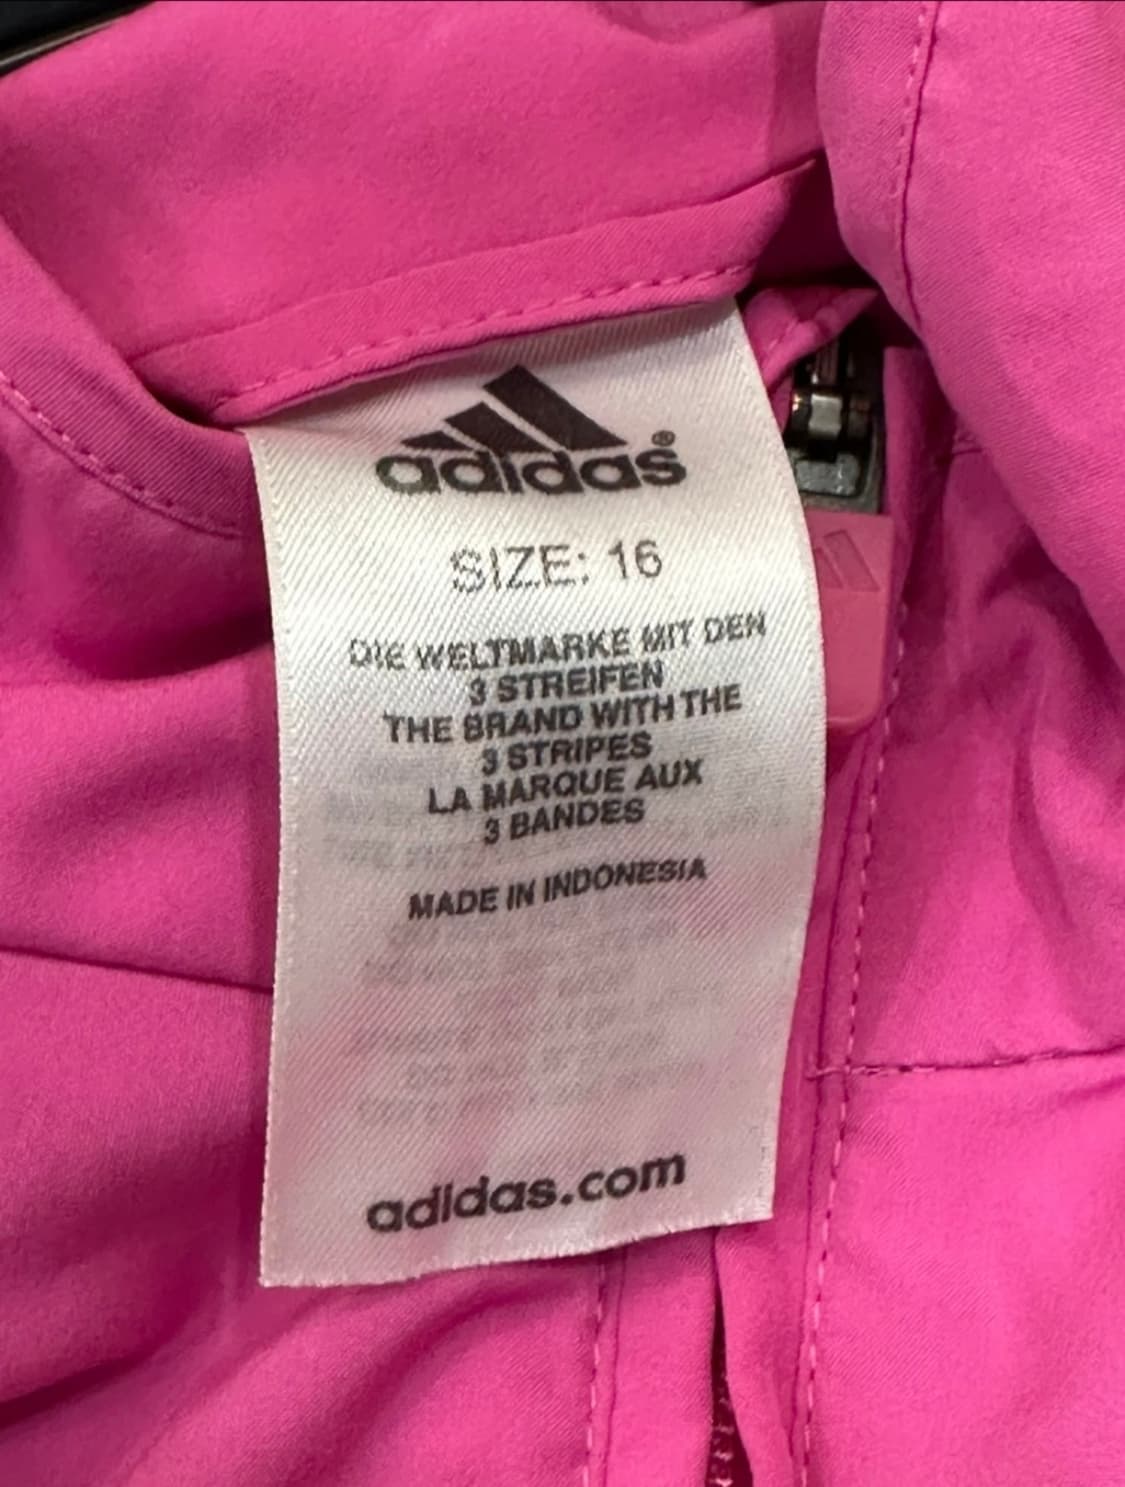 adidas®
SIZE: 16
DIE WELTMARKE MIT DEN
3 STREIFEN
THE BRAND WITH THE
3 STRIPES
LA MARQUE AUX
3 BANDES
MADE IN INDONESIA
adidas.com